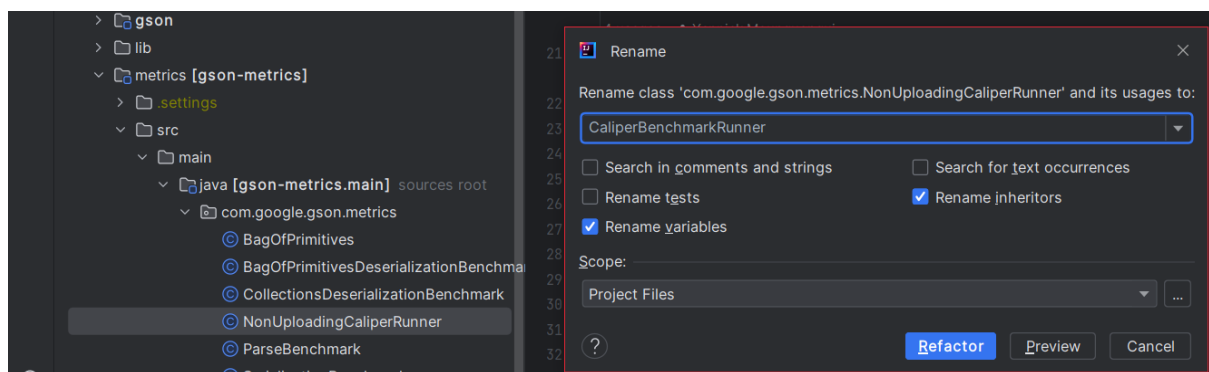 gson
lib
metrics [gson-metrics]
.settings
src
main
java [gson-metrics.main] sources root
com.google.gson.metrics
BagOfPrimitives
BagOfPrimitivesDeserializationBenchma
CollectionsDeserializationBenchmark
NonUploadingCaliperRunner
ParseBenchmark
21
22
23
24
25
26
27
28
29
30
31
32
Rename
Rename class 'com.google.gson.metrics.NonUploadingCaliperRunner' and its usages to:
CaliperBenchmarkRunner
Search in comments and strings
Search for text occurrences
Rename tests
Rename inheritors
Rename variables
Scope:
Project Files
...
?
Refactor
Preview
Cancel